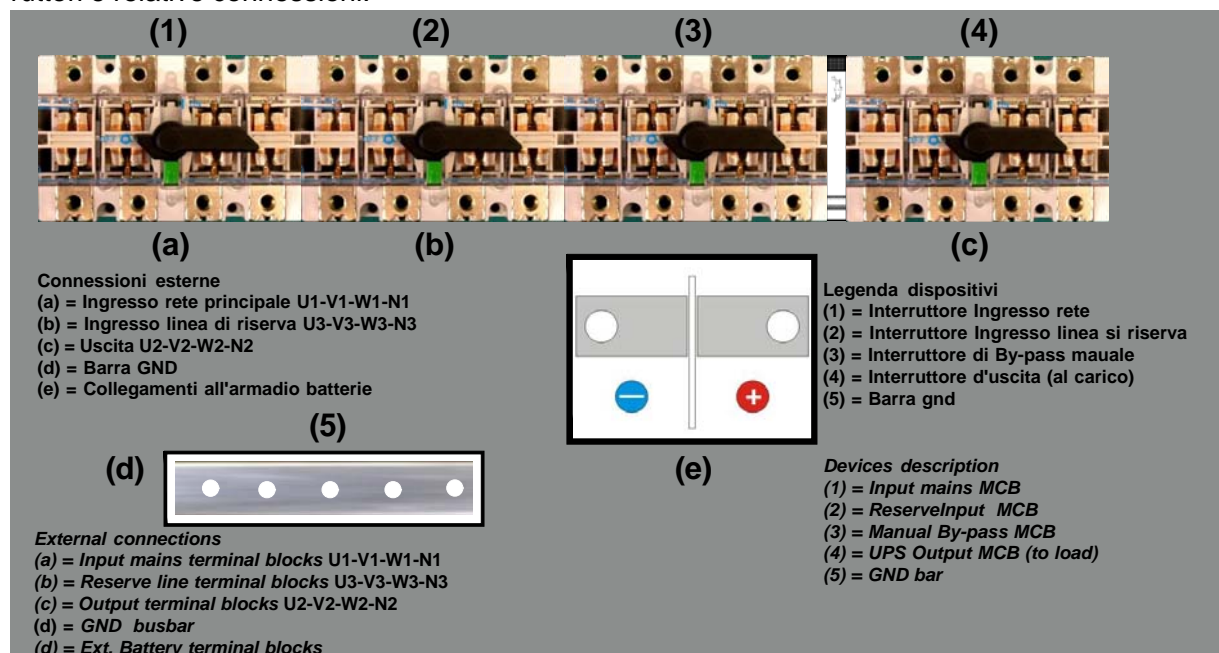 (1) (2) (3) (4)
(a) (b) (c)
Connessioni esterne
(a) = Ingresso rete principale U1-V1-W1-N1
(b) = Ingresso linea di riserva U3-V3-W3-N3
(c) = Uscita U2-V2-W2-N2
(d) = Barra GND
(e) = Collegamenti all'armadio batterie
Legenda dispositivi
(1) = Interruttore Ingresso rete
(2) = Interruttore Ingresso linea si riserva
(3) = Interruttore di By-pass mauale
(4) = Interruttore d'uscita (al carico)
(5) = Barra gnd
(5)
(d)
(e)
External connections
(a) = Input mains terminal blocks U1-V1-W1-N1
(b) = Reserve line terminal blocks U3-V3-W3-N3
(c) = Output terminal blocks U2-V2-W2-N2
(d) = GND busbar
(d) = Ext. Battery terminal blocks
Devices description
(1) = Input mains MCB
(2) = ReserveInput MCB
(3) = Manual By-pass MCB
(4) = UPS Output MCB (to load)
(5) = GND bar